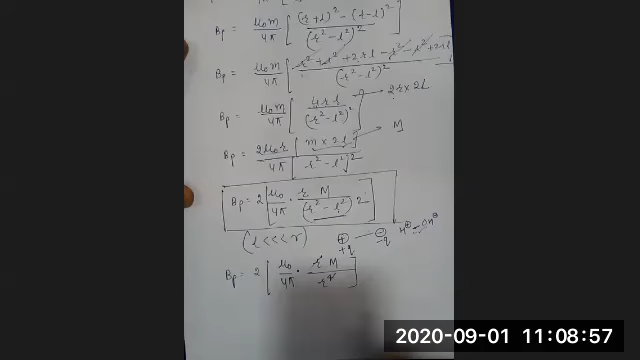 Bp = μ₀m/4π [ (r+l)² − (r−l)² / (r²−l²)² ]
Bp = μ₀m/4π [ r² + l² + 2rl − r² − l² + 2rl / (r²−l²)² ]
Bp = μ₀m/4π [ 4rl / (r²−l²)² ] → 2r×2l
Bp = 2μ₀r/4π [ m × 2l / [r²−l²]² ] → M
Bp = 2 [ μ₀/4π · r M / (r²−l²)2 ]
(l <<< r)
⊕ — ⊖
+q −q
Bp = 2 [ μ₀/4π · r M / r⁴ ]
2020-09-01 11:08:57